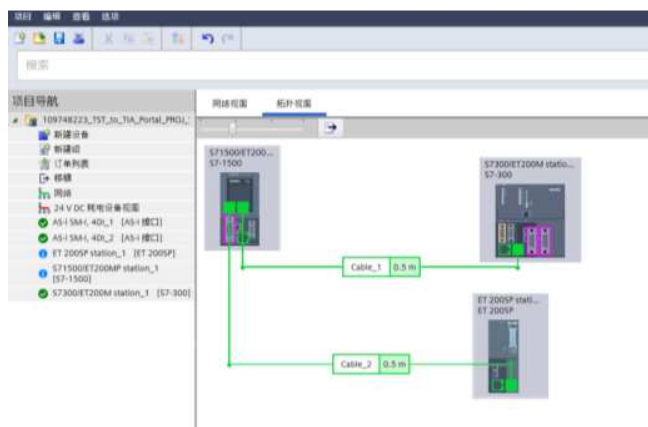 项目 编辑 查看 选项
搜索
项目导航
109748223_TST_to_TIA_Portal_PROJ_
新建设备
新建组
订单列表
移植
网络
24 V DC 耗电设备视图
AS-i SM-I, 4DI_1 [AS-i 接口]
AS-i SM-I, 4DI_2 [AS-i 接口]
ET 200SP station_1 [ET 200SP]
S71500/ET200MP station_1
[S7-1500]
S7300/ET200M station_1 [S7-300]
网络视图 拓扑视图
S71500/ET200...
S7-1500
S7300/ET200M statio...
S7-300
Cable_1 0.5 m
ET 200SP stati...
ET 200SP
Cable_2 0.5 m